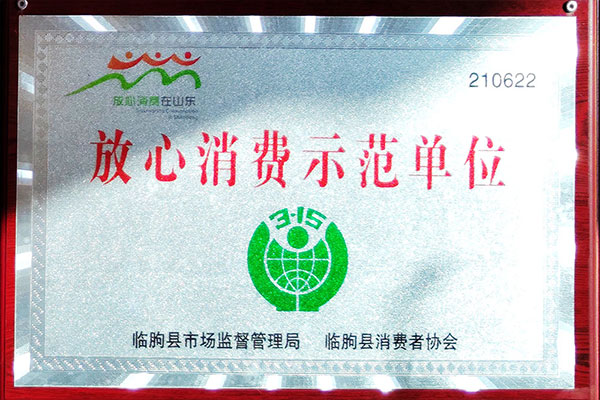 放心消费在山东
210622
放心消费示范单位
3·15
临朐县市场监督管理局 临朐县消费者协会